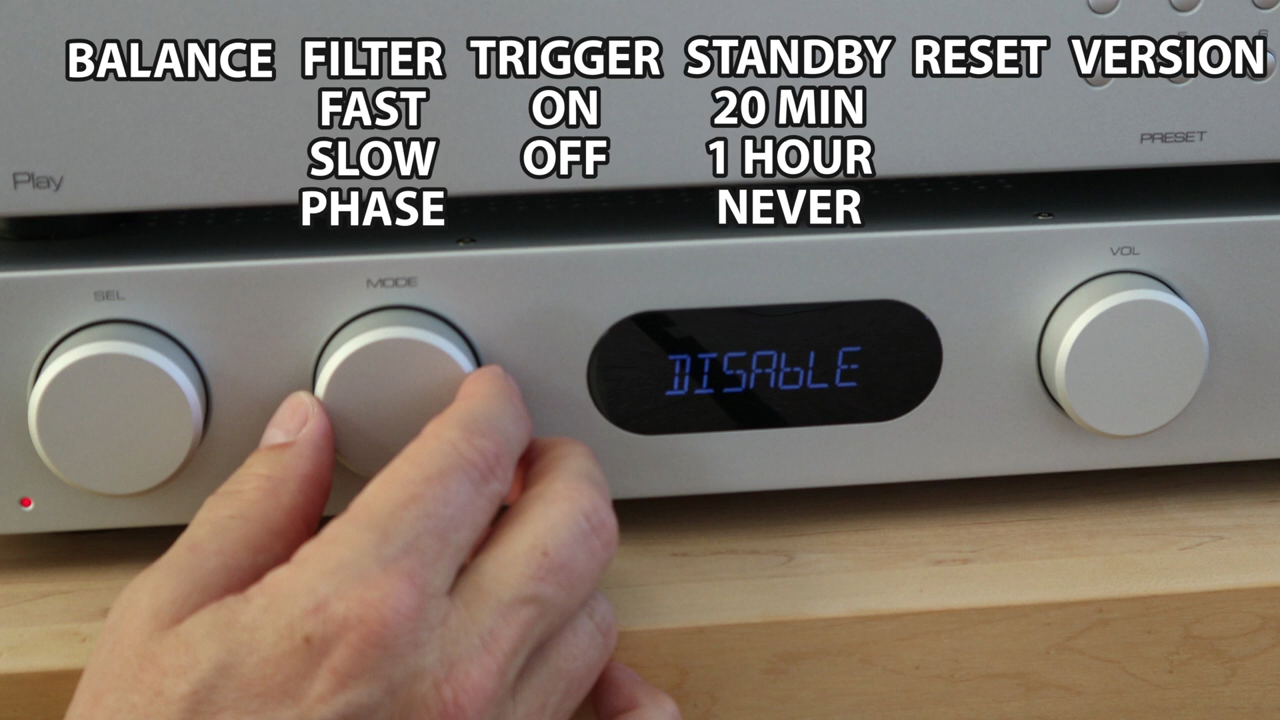 BALANCE FILTER TRIGGER STANDBY RESET VERSION
FAST ON 20 MIN
SLOW OFF 1 HOUR
PHASE NEVER
PRESET
Play
SEL MODE VOL
DISAbLE